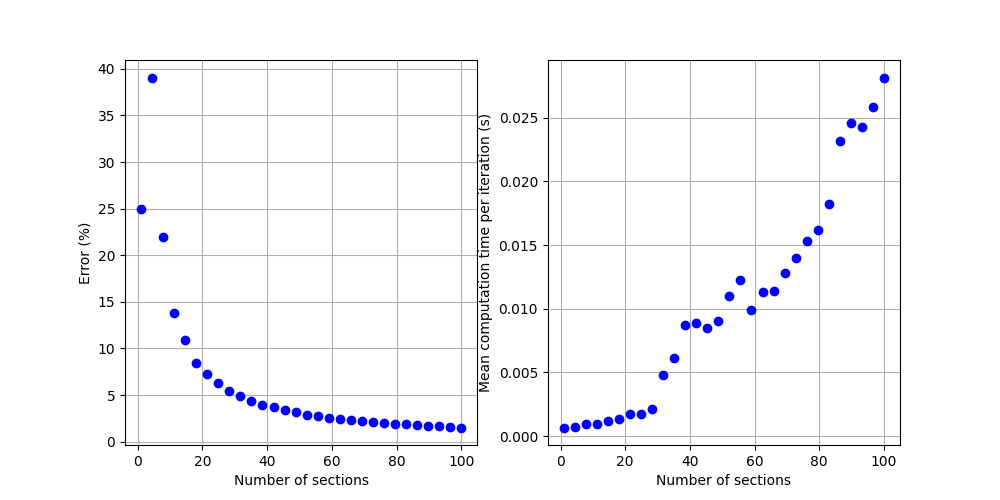 Error (%)
40
35
30
25
20
15
10
5
0
0 20 40 60 80 100
Number of sections
Mean computation time per iteration (s)
0.025
0.020
0.015
0.010
0.005
0.000
0 20 40 60 80 100
Number of sections